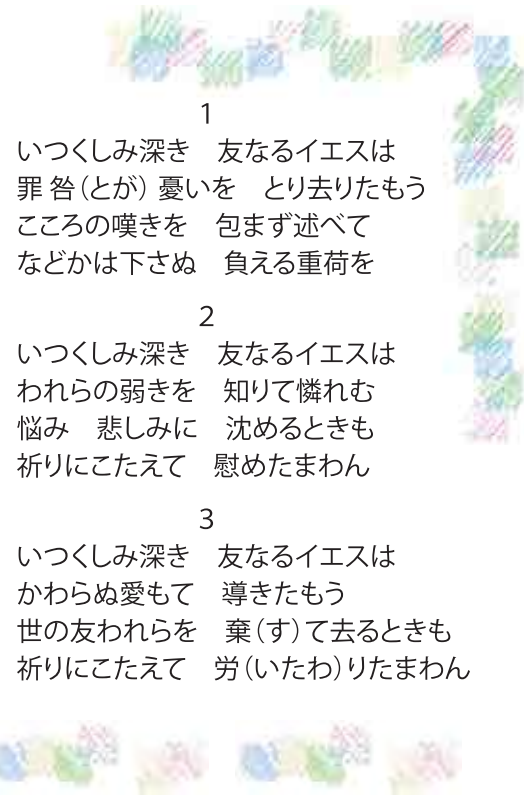 1
いつくしみ深き　友なるイエスは
罪 咎（とが） 憂いを　とり去りたもう
こころの嘆きを　包まず述べて
などかは下さぬ　負える重荷を
2
いつくしみ深き　友なるイエスは
われらの弱きを　知りて憐れむ
悩み　悲しみに　沈めるときも
祈りにこたえて　慰めたまわん
3
いつくしみ深き　友なるイエスは
かわらぬ愛もて　導きたもう
世の友われらを　棄（す）て去るときも
祈りにこたえて　労（いたわ）りたまわん